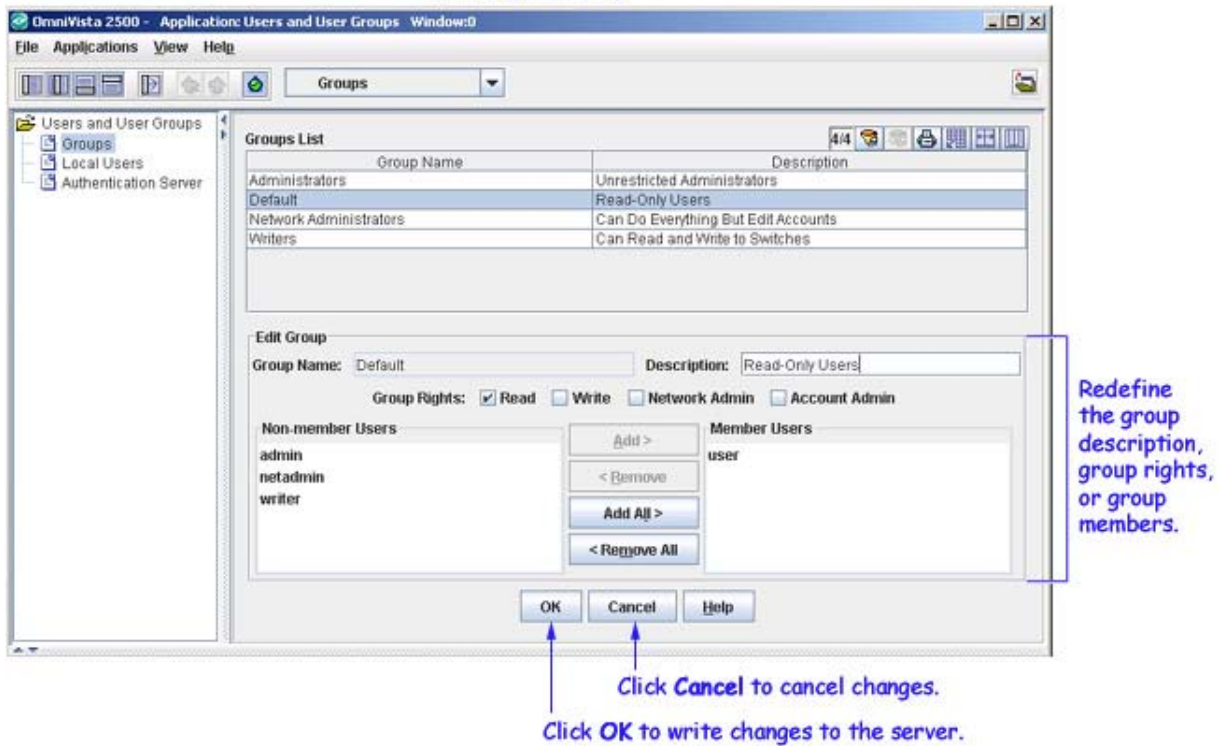 OmniVista 2500 - Application: Users and User Groups Window:0
File Applications View Help
Groups
Users and User Groups
Groups
Local Users
Authentication Server
Groups List
4/4
Group Name Description
Administrators Unrestricted Administrators
Default Read-Only Users
Network Administrators Can Do Everything But Edit Accounts
Writers Can Read and Write to Switches
Edit Group
Group Name: Default Description: Read-Only Users
Group Rights: Read Write Network Admin Account Admin
Non-member Users
admin
netadmin
writer
Add >
< Remove
Add All >
< Remove All
Member Users
user
OK Cancel Help
Redefine
the group
description,
group rights,
or group
members.
Click Cancel to cancel changes.
Click OK to write changes to the server.